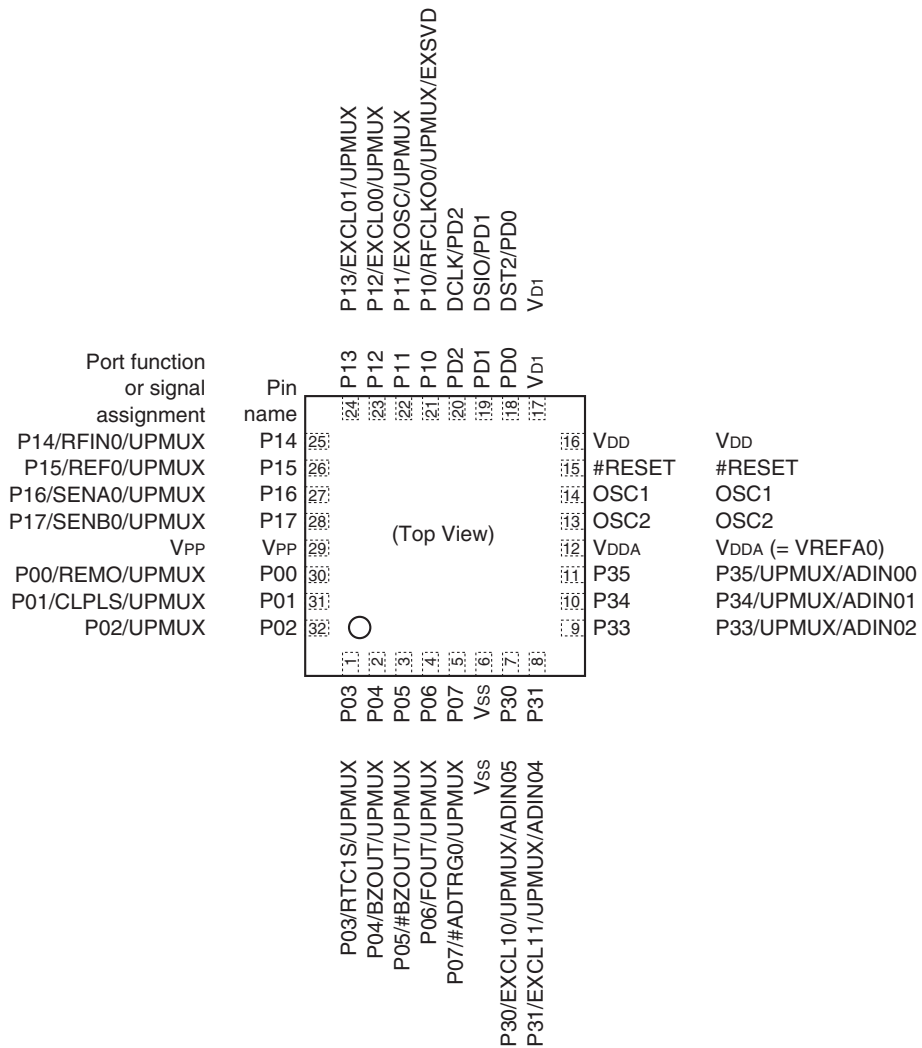 P13/EXCL01/UPMUX
P12/EXCL00/UPMUX
P11/EXOSC/UPMUX
P10/RFCLKO0/UPMUX/EXSVD
DCLK/PD2
DSIO/PD1
DST2/PD0
VD1
P13
P12
P11
P10
PD2
PD1
PD0
VD1
24
23
22
21
20
19
18
17
Port function
or signal
assignment
Pin
name
P14/RFIN0/UPMUX P14 25
P15/REF0/UPMUX P15 26
P16/SENA0/UPMUX P16 27
P17/SENB0/UPMUX P17 28
VPP VPP 29
P00/REMO/UPMUX P00 30
P01/CLPLS/UPMUX P01 31
P02/UPMUX P02 32
(Top View)
16 VDD VDD
15 #RESET #RESET
14 OSC1 OSC1
13 OSC2 OSC2
12 VDDA VDDA (= VREFA0)
11 P35 P35/UPMUX/ADIN00
10 P34 P34/UPMUX/ADIN01
9 P33 P33/UPMUX/ADIN02
1
2
3
4
5
6
7
8
P03
P04
P05
P06
P07
VSS
P30
P31
P03/RTC1S/UPMUX
P04/BZOUT/UPMUX
P05/#BZOUT/UPMUX
P06/FOUT/UPMUX
P07/#ADTRG0/UPMUX
VSS
P30/EXCL10/UPMUX/ADIN05
P31/EXCL11/UPMUX/ADIN04